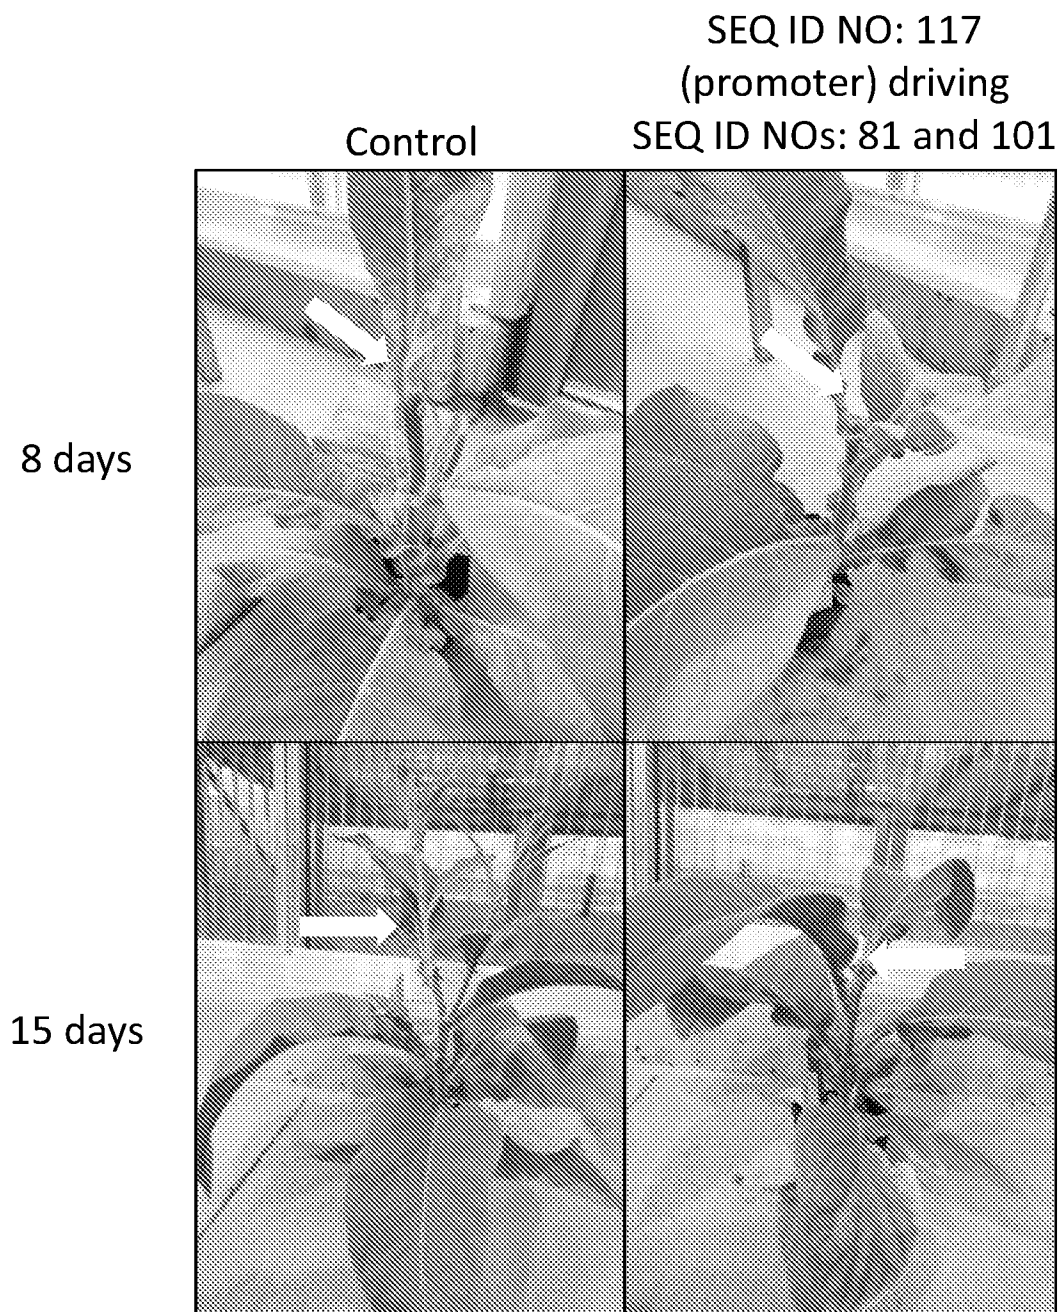 SEQ ID NO: 117
(promoter) driving
Control
SEQ ID NOs: 81 and 101
8 days
15 days